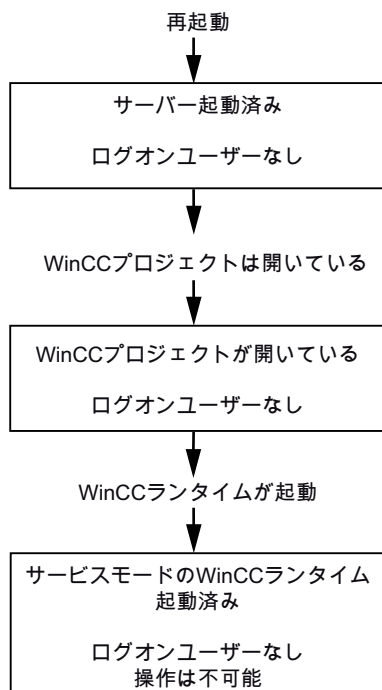 再起動
サーバー起動済み
ログオンユーザーなし
WinCCプロジェクトは開いている
WinCCプロジェクトが開いている
ログオンユーザーなし
WinCCランタイムが起動
サービスモードのWinCCランタイム
起動済み
ログオンユーザーなし
操作は不可能